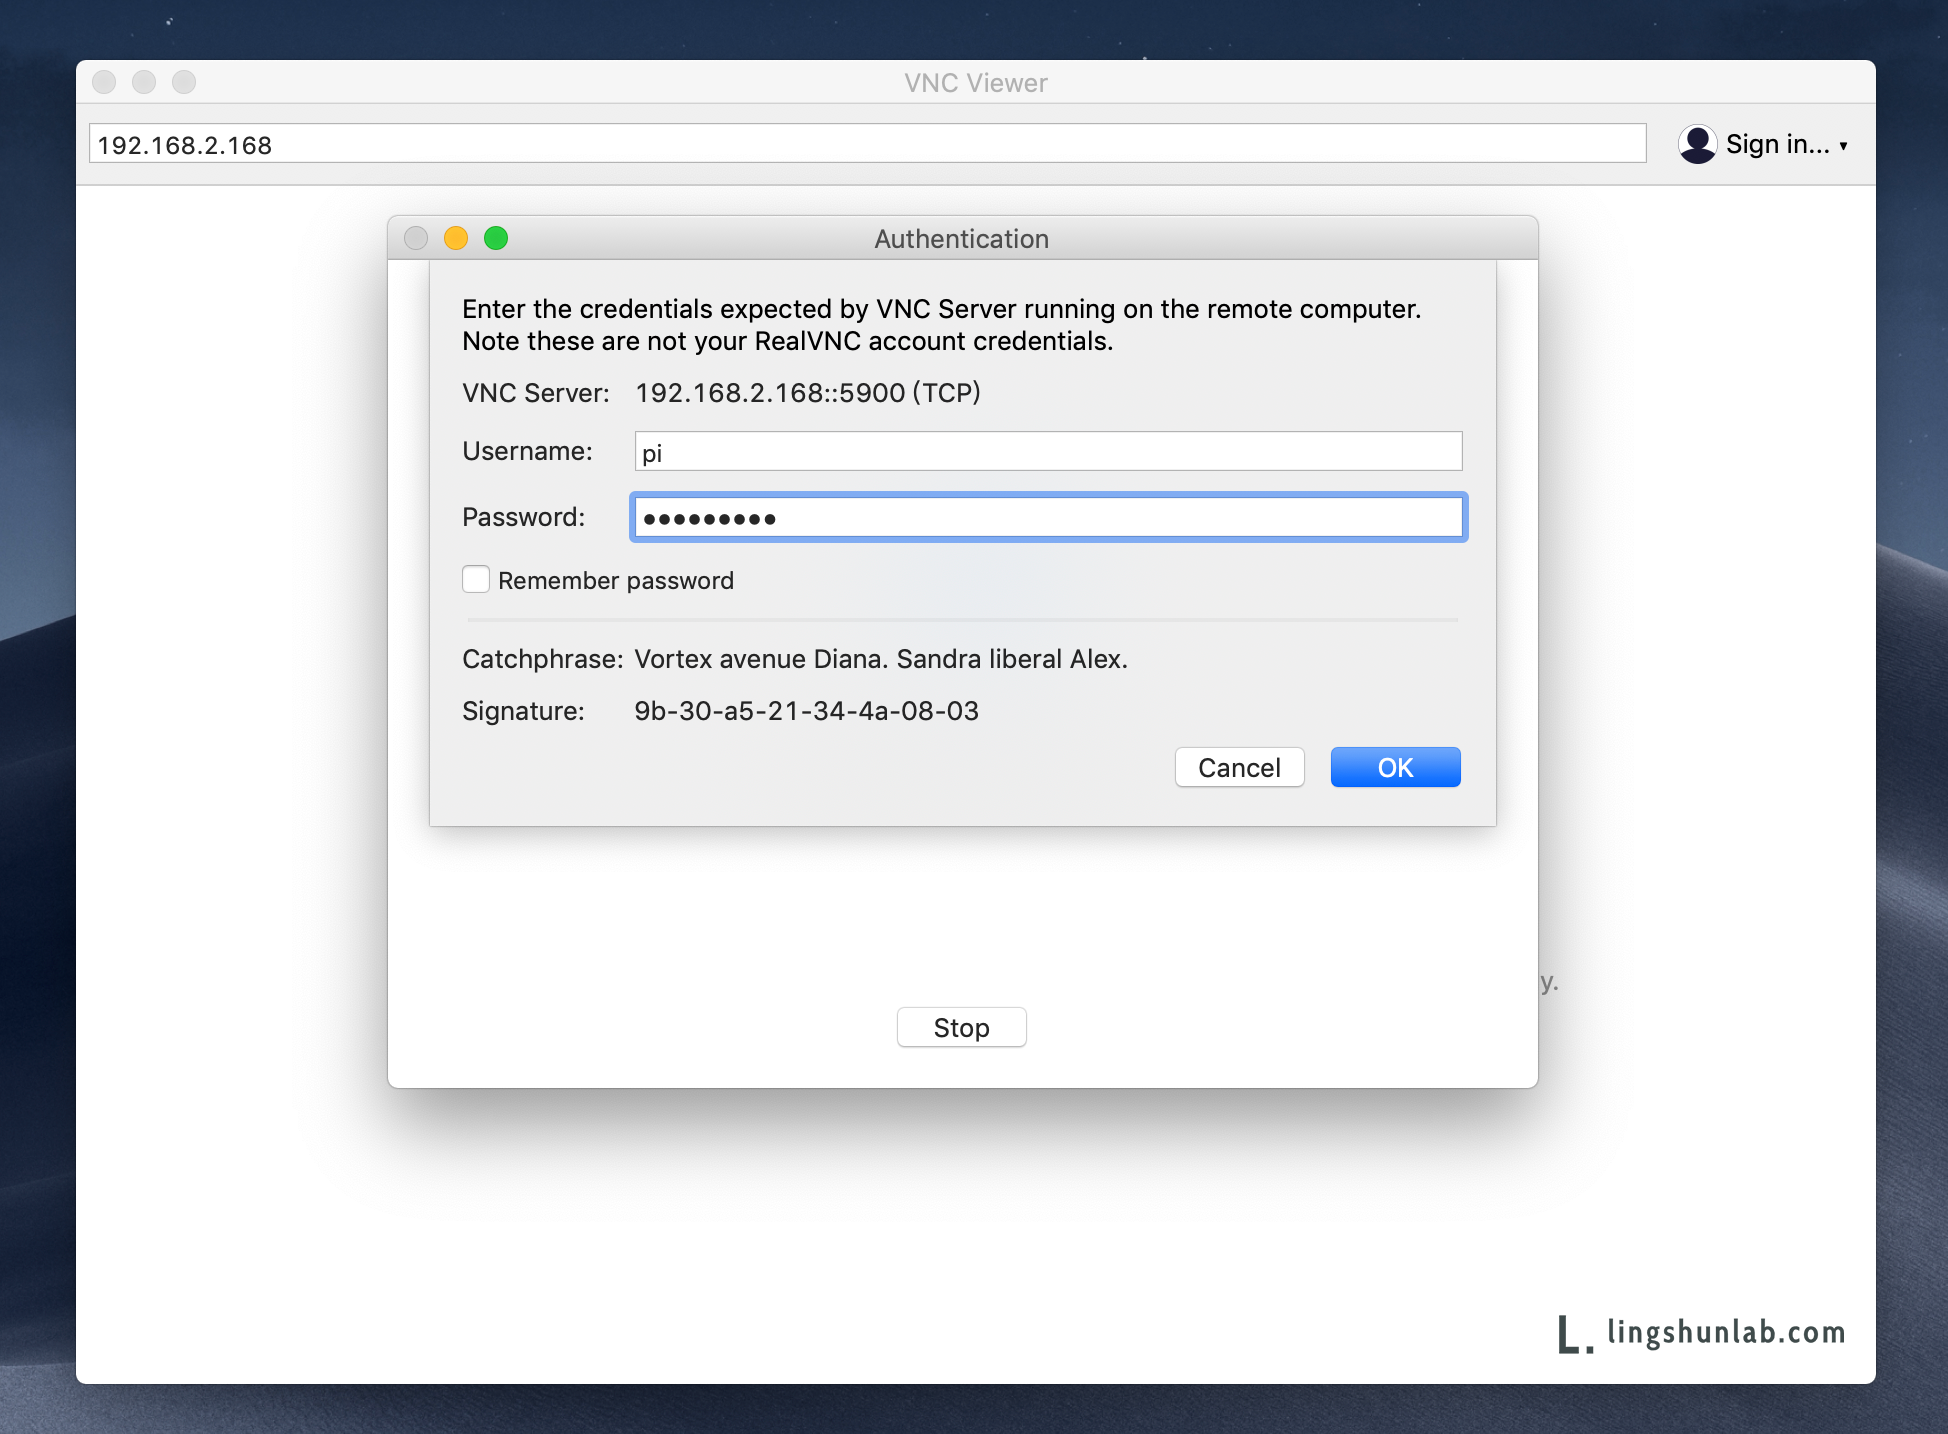 VNC Viewer
192.168.2.168
Sign in...
Authentication
Enter the credentials expected by VNC Server running on the remote computer.
Note these are not your RealVNC account credentials.
VNC Server: 192.168.2.168::5900 (TCP)
Username: pi
Password: •••••••••
Remember password
Catchphrase: Vortex avenue Diana. Sandra liberal Alex.
Signature: 9b-30-a5-21-34-4a-08-03
Cancel OK
y.
Stop
L. lingshunlab.com